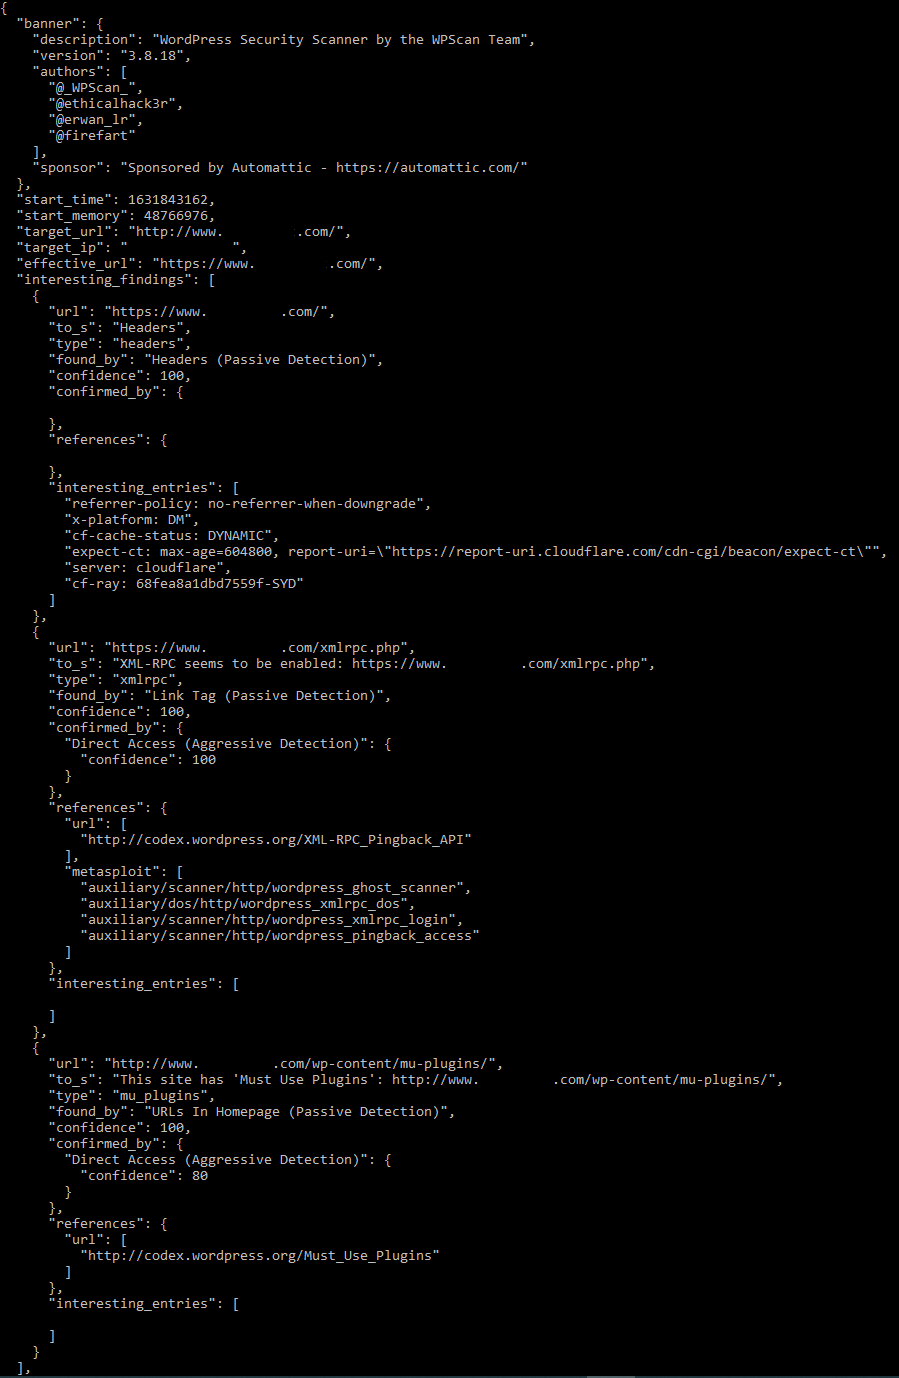 {
  "banner": {
    "description": "WordPress Security Scanner by the WPScan Team",
    "version": "3.8.18",
    "authors": [
      "@_WPScan_",
      "@ethicalhack3r",
      "@erwan_lr",
      "@firefart"
    ],
    "sponsor": "Sponsored by Automattic - https://automattic.com/"
  },
  "start_time": 1631843162,
  "start_memory": 48766976,
  "target_url": "http://www.         .com/",
  "target_ip": "             ",
  "effective_url": "https://www.         .com/",
  "interesting_findings": [
    {
      "url": "https://www.         .com/",
      "to_s": "Headers",
      "type": "headers",
      "found_by": "Headers (Passive Detection)",
      "confidence": 100,
      "confirmed_by": {

      },
      "references": {

      },
      "interesting_entries": [
        "referrer-policy: no-referrer-when-downgrade",
        "x-platform: DM",
        "cf-cache-status: DYNAMIC",
        "expect-ct: max-age=604800, report-uri=\"https://report-uri.cloudflare.com/cdn-cgi/beacon/expect-ct\"",
        "server: cloudflare",
        "cf-ray: 68fea8a1dbd7559f-SYD"
      ]
    },
    {
      "url": "https://www.         .com/xmlrpc.php",
      "to_s": "XML-RPC seems to be enabled: https://www.         .com/xmlrpc.php",
      "type": "xmlrpc",
      "found_by": "Link Tag (Passive Detection)",
      "confidence": 100,
      "confirmed_by": {
        "Direct Access (Aggressive Detection)": {
          "confidence": 100
        }
      },
      "references": {
        "url": [
          "http://codex.wordpress.org/XML-RPC_Pingback_API"
        ],
        "metasploit": [
          "auxiliary/scanner/http/wordpress_ghost_scanner",
          "auxiliary/dos/http/wordpress_xmlrpc_dos",
          "auxiliary/scanner/http/wordpress_xmlrpc_login",
          "auxiliary/scanner/http/wordpress_pingback_access"
        ]
      },
      "interesting_entries": [

      ]
    },
    {
      "url": "http://www.         .com/wp-content/mu-plugins/",
      "to_s": "This site has 'Must Use Plugins': http://www.         .com/wp-content/mu-plugins/",
      "type": "mu_plugins",
      "found_by": "URLs In Homepage (Passive Detection)",
      "confidence": 100,
      "confirmed_by": {
        "Direct Access (Aggressive Detection)": {
          "confidence": 80
        }
      },
      "references": {
        "url": [
          "http://codex.wordpress.org/Must_Use_Plugins"
        ]
      },
      "interesting_entries": [

      ]
    }
  ],